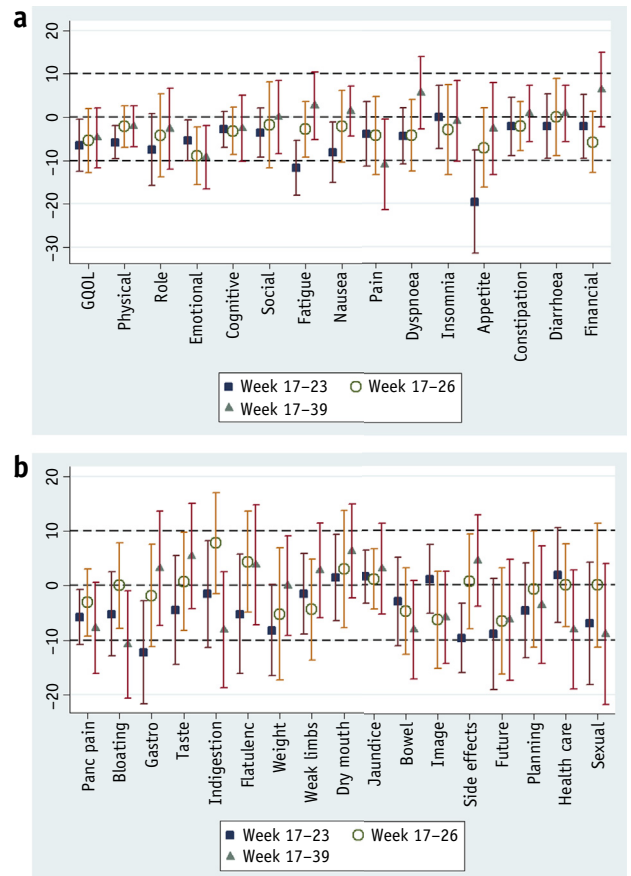 a
20
10
0
−10
−20
−30
GQOL
Physical
Role
Emotional
Cognitive
Social
Fatigue
Nausea
Pain
Dyspnoea
Insomnia
Appetite
Constipation
Diarrhoea
Financial
Week 17–23
Week 17–26
Week 17–39
b
20
10
0
−10
−20
Panc pain
Bloating
Gastro
Taste
Indigestion
Flatulenc
Weight
Weak limbs
Dry mouth
Jaundice
Bowel
Image
Side effects
Future
Planning
Health care
Sexual
Week 17–23
Week 17–26
Week 17–39